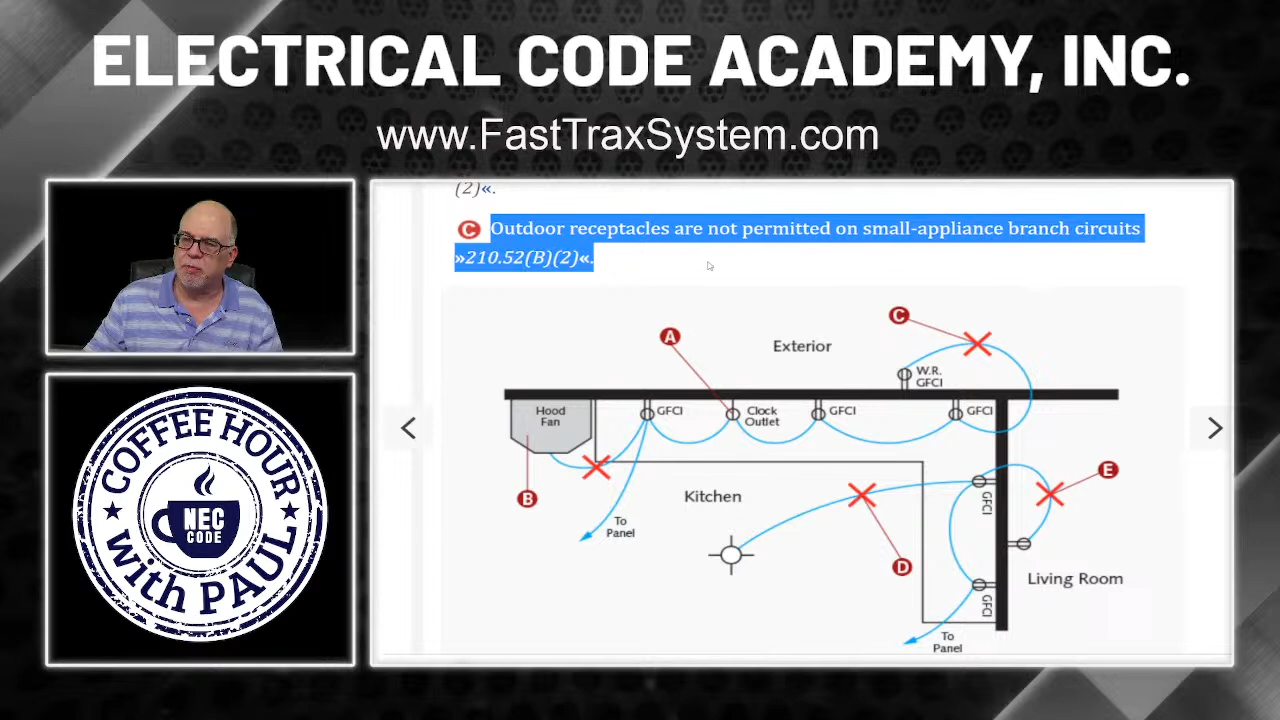 ELECTRICAL CODE ACADEMY, INC.
www.FastTraxSystem.com
(2)«.
C Outdoor receptacles are not permitted on small-appliance branch circuits
»210.52(B)(2)«.
C
A
Exterior
W.R.
GFCI
Hood
Fan
GFCI
Clock
Outlet
GFCI
GFCI
B
Kitchen
E
GFCI
To
Panel
D
Living Room
GFCI
To
Panel
COFFEE HOUR
NEC
CODE
with PAUL